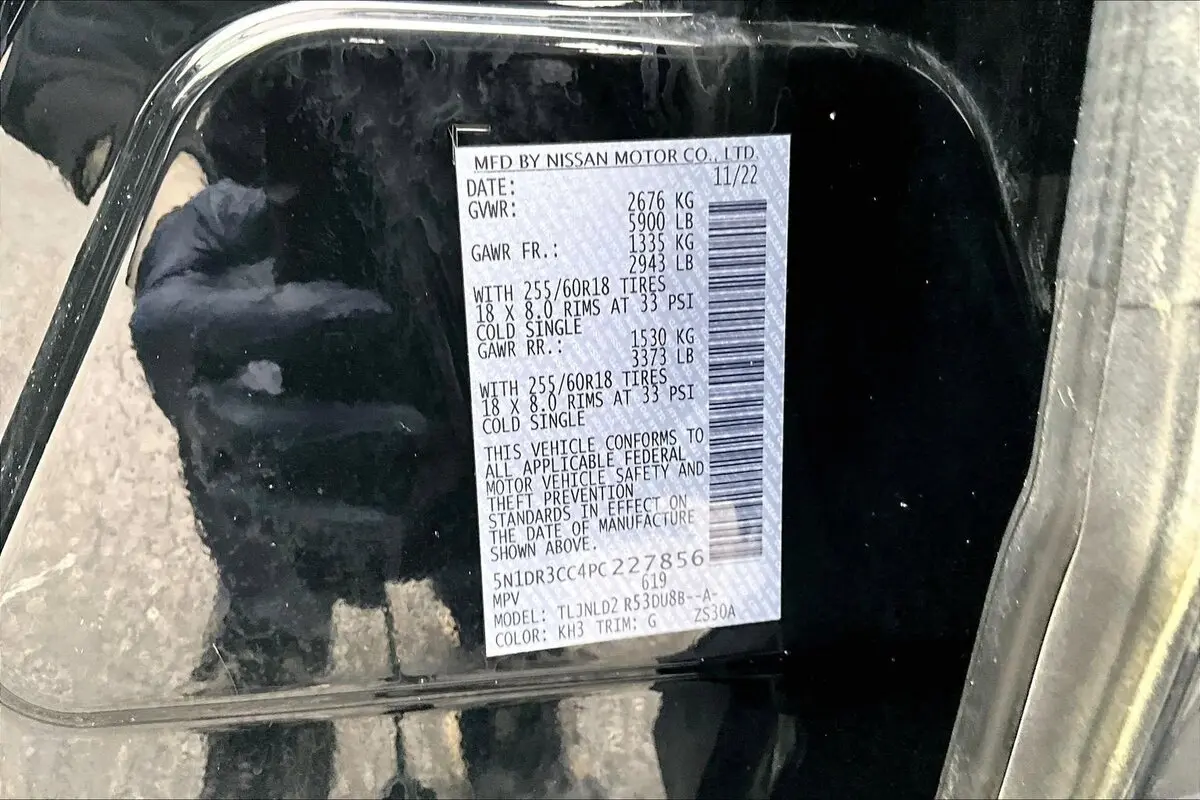 MFD BY NISSAN MOTOR CO., LTD.
DATE: 11/22
GVWR: 2676 KG
5900 LB
GAWR FR.: 1335 KG
2943 LB
WITH 255/60R18 TIRES
18 X 8.0 RIMS AT 33 PSI
COLD SINGLE
GAWR RR.: 1530 KG
3373 LB
WITH 255/60R18 TIRES
18 X 8.0 RIMS AT 33 PSI
COLD SINGLE
THIS VEHICLE CONFORMS TO
ALL APPLICABLE FEDERAL
MOTOR VEHICLE SAFETY AND
THEFT PREVENTION
STANDARDS IN EFFECT ON
THE DATE OF MANUFACTURE
SHOWN ABOVE.
5N1DR3CC4PC227856
MPV 619
MODEL: TLJNLD2 R53DU8B--A-
COLOR: KH3 TRIM: G ZS30A